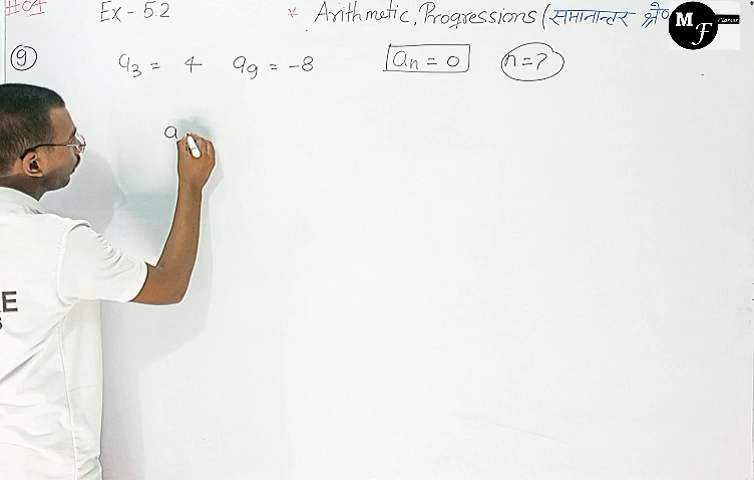 #04 Ex - 5.2 * Arithmetic Progressions (समानान्तर
M F
9 a₃ = 4 a₉ = -8 aₙ = 0 n = ?
a